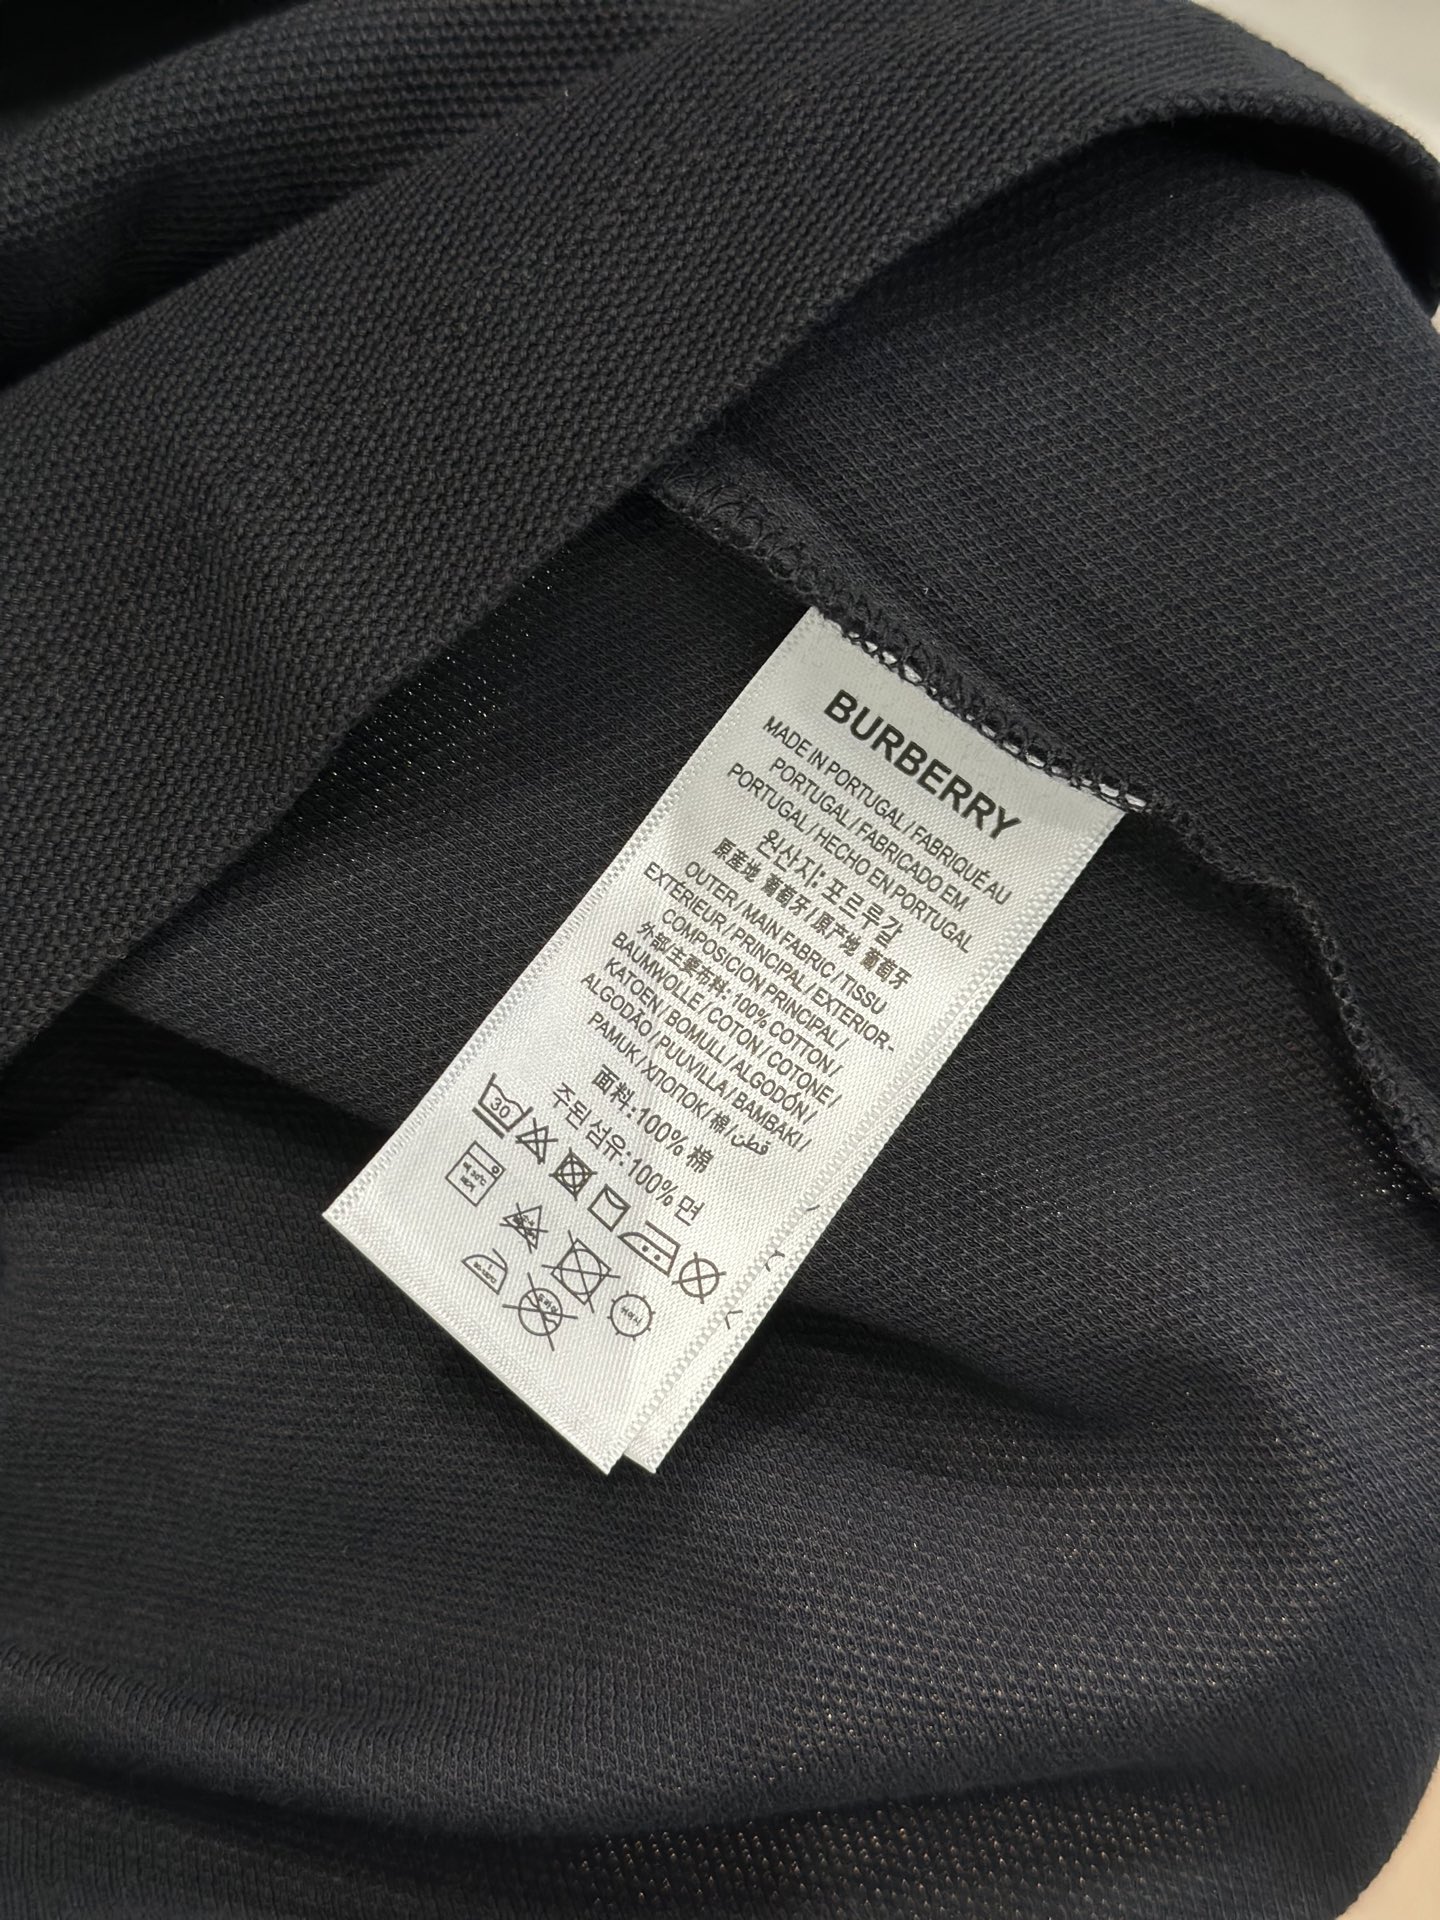 BURBERRY
MADE IN PORTUGAL / FABRIQUÉ AU
PORTUGAL / FABRICADO EM
PORTUGAL / HECHO EN PORTUGAL
원산지: 포르투갈
原產地 葡萄牙 / 原产地 葡萄牙
OUTER / MAIN FABRIC / TISSU
EXTÉRIEUR / PRINCIPAL / EXTERIOR-
COMPOSICION PRINCIPAL /
外部主要布料: 100% COTTON /
BAUMWOLLE / COTON / COTONE /
KATOEN / BOMULL / ALGODÓN /
ALGODÃO / PUUVILLA / BAMBAKI /
PAMUK / ХЛОПОК / 棉 / قطن
面料: 100% 棉
주된 섬유: 100% 면
30